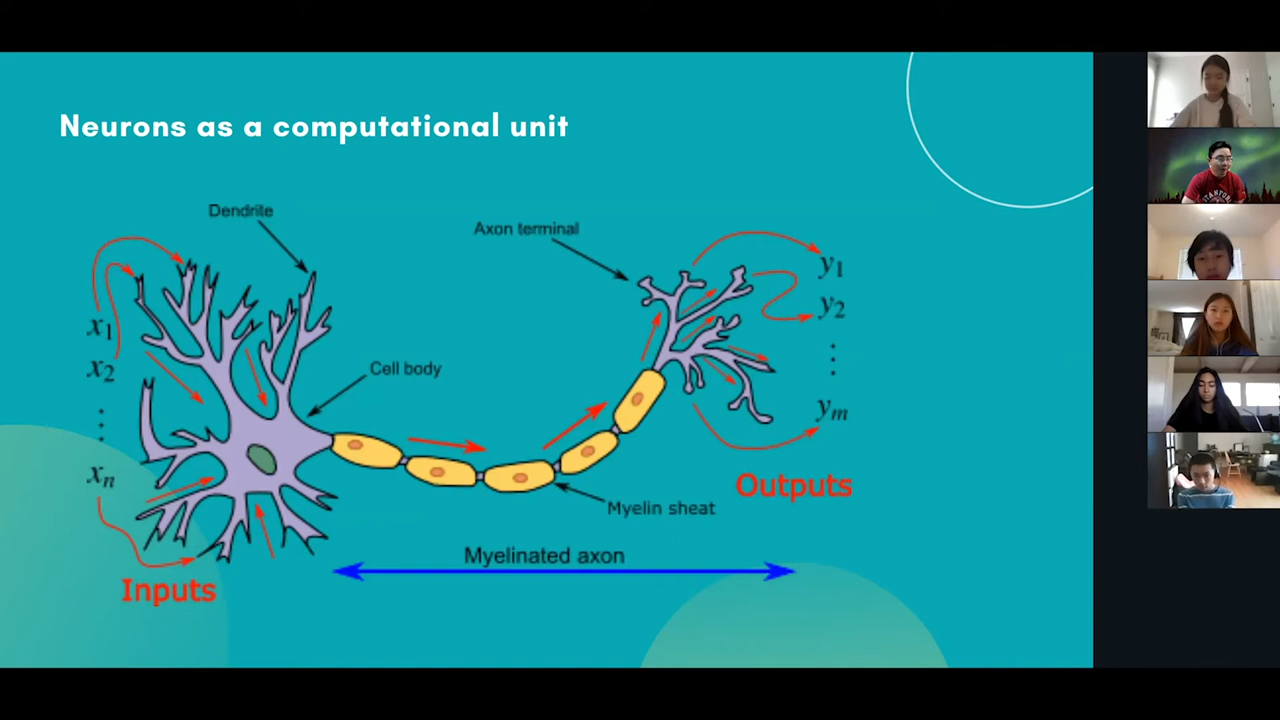 Neurons as a computational unit
Dendrite
Axon terminal
x1
x2
⋮
xn
Cell body
y1
y2
⋮
ym
Outputs
Myelin sheat
Myelinated axon
Inputs
STANFORD